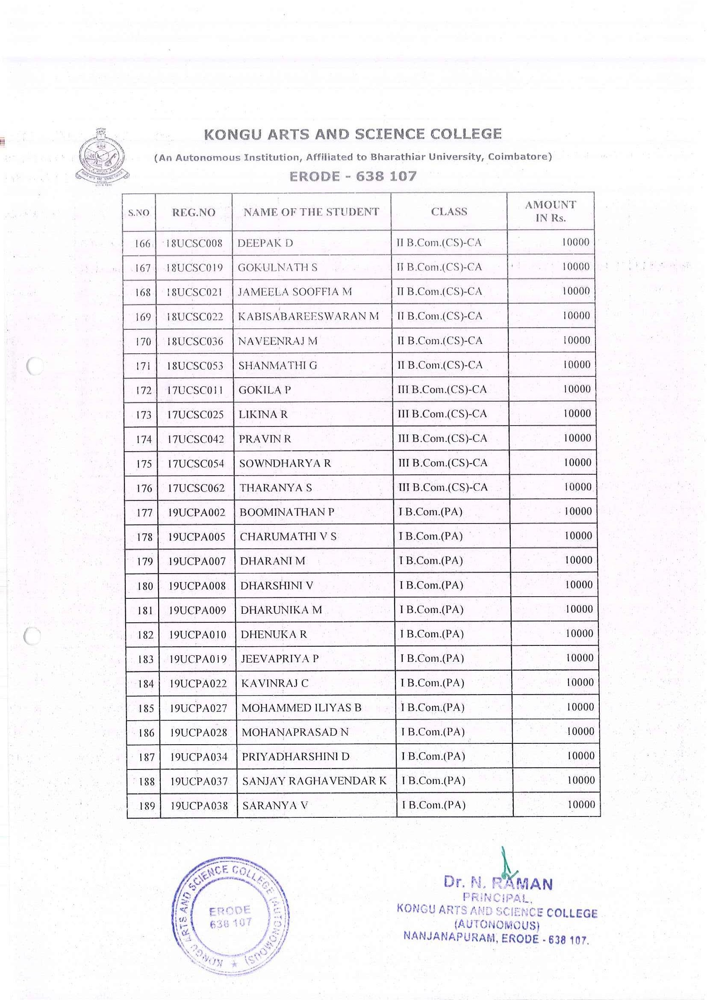 KONGU ARTS AND SCIENCE COLLEGE
(An Autonomous Institution, Affiliated to Bharathiar University, Coimbatore)
ERODE - 638 107
S.NO REG.NO NAME OF THE STUDENT CLASS AMOUNT IN Rs.
166 18UCSC008 DEEPAK D II B.Com.(CS)-CA 10000
167 18UCSC019 GOKULNATH S II B.Com.(CS)-CA 10000
168 18UCSC021 JAMEELA SOOFFIA M II B.Com.(CS)-CA 10000
169 18UCSC022 KABISABAREESWARAN M II B.Com.(CS)-CA 10000
170 18UCSC036 NAVEENRAJ M II B.Com.(CS)-CA 10000
171 18UCSC053 SHANMATHI G II B.Com.(CS)-CA 10000
172 17UCSC011 GOKILA P III B.Com.(CS)-CA 10000
173 17UCSC025 LIKINA R III B.Com.(CS)-CA 10000
174 17UCSC042 PRAVIN R III B.Com.(CS)-CA 10000
175 17UCSC054 SOWNDHARYA R III B.Com.(CS)-CA 10000
176 17UCSC062 THARANYA S III B.Com.(CS)-CA 10000
177 19UCPA002 BOOMINATHAN P I B.Com.(PA) 10000
178 19UCPA005 CHARUMATHI V S I B.Com.(PA) 10000
179 19UCPA007 DHARANI M I B.Com.(PA) 10000
180 19UCPA008 DHARSHINI V I B.Com.(PA) 10000
181 19UCPA009 DHARUNIKA M I B.Com.(PA) 10000
182 19UCPA010 DHENUKA R I B.Com.(PA) 10000
183 19UCPA019 JEEVAPRIYA P I B.Com.(PA) 10000
184 19UCPA022 KAVINRAJ C I B.Com.(PA) 10000
185 19UCPA027 MOHAMMED ILIYAS B I B.Com.(PA) 10000
186 19UCPA028 MOHANAPRASAD N I B.Com.(PA) 10000
187 19UCPA034 PRIYADHARSHINI D I B.Com.(PA) 10000
188 19UCPA037 SANJAY RAGHAVENDAR K I B.Com.(PA) 10000
189 19UCPA038 SARANYA V I B.Com.(PA) 10000
KONGU ARTS AND SCIENCE COLLEGE (AUTONOMOUS)
ERODE
638 107
Dr. N. RAMAN
PRINCIPAL,
KONGU ARTS AND SCIENCE COLLEGE
(AUTONOMOUS)
NANJANAPURAM, ERODE - 638 107.